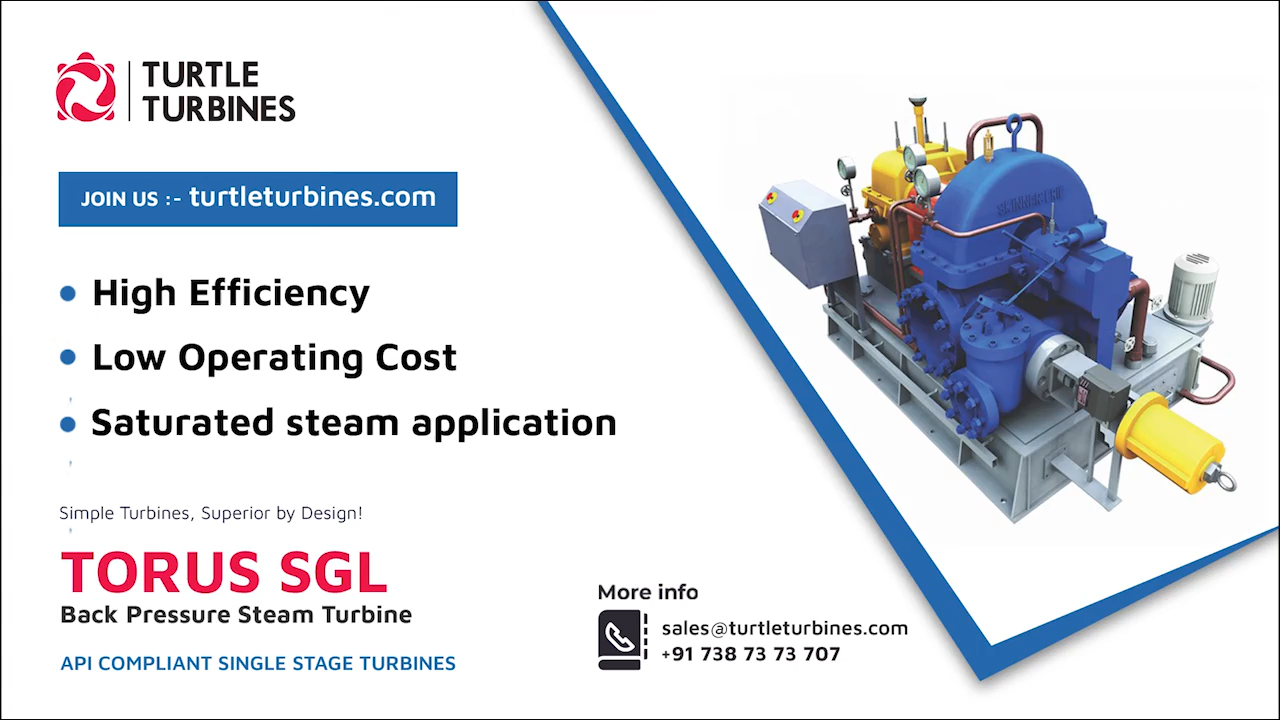 TURTLE
TURBINES
JOIN US :- turtleturbines.com
High Efficiency
Low Operating Cost
Saturated steam application
Simple Turbines, Superior by Design!
TORUS SGL
Back Pressure Steam Turbine
API COMPLIANT SINGLE STAGE TURBINES
More info
sales@turtleturbines.com
+91 738 73 73 707